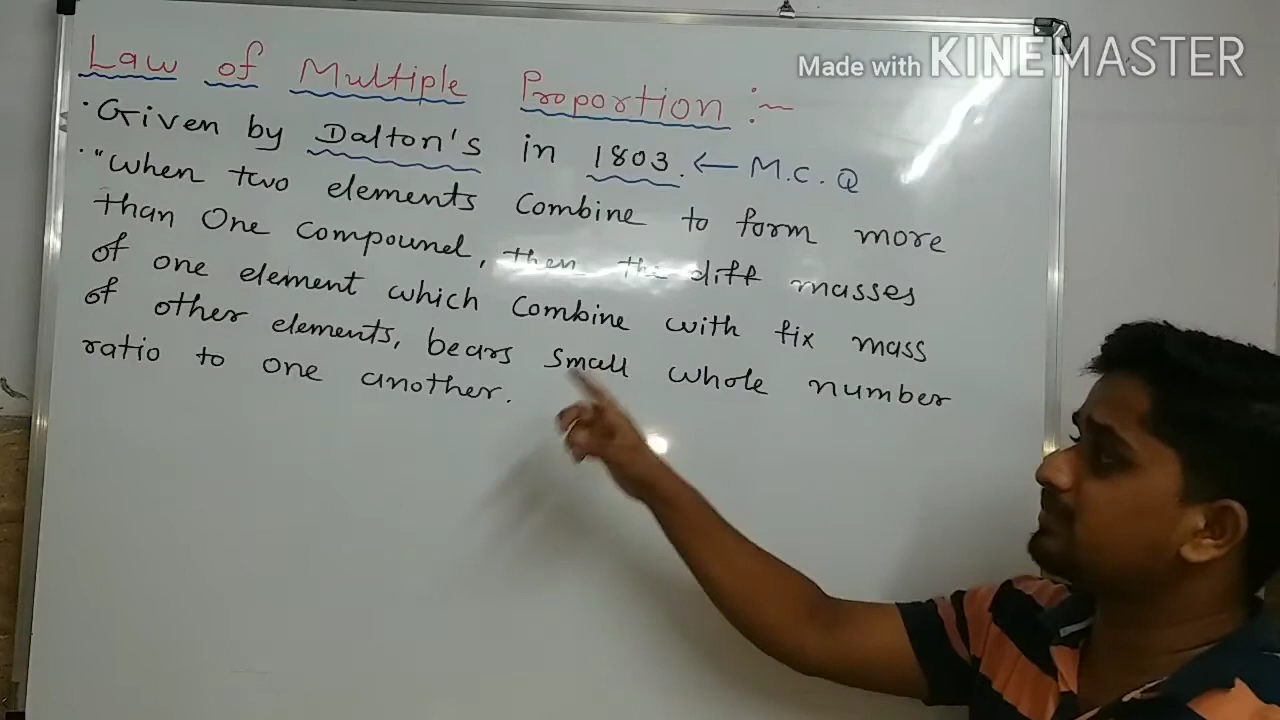 Made with KINEMASTER
Law of Multiple Proportion :~
· Given by Dalton's in 1803. ← M.C.Q
· "When two elements Combine to form more
than One Compound, then the diff masses
of one element which Combine with fix mass
of other elements, bears small whole number
ratio to one another.